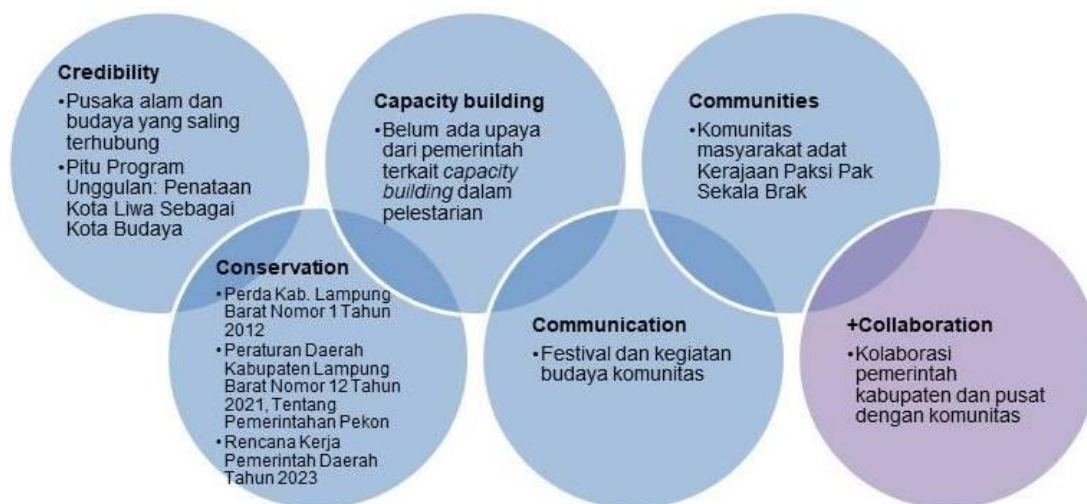 Credibility
•Pusaka alam dan
budaya yang saling
terhubung
•Pitu Program
Unggulan: Penataan
Kota Liwa Sebagai
Kota Budaya
Conservation
•Perda Kab. Lampung
Barat Nomor 1 Tahun
2012
•Peraturan Daerah
Kabupaten Lampung
Barat Nomor 12 Tahun
2021, Tentang
Pemerintahan Pekon
•Rencana Kerja
Pemerintah Daerah
Tahun 2023
Capacity building
•Belum ada upaya
dari pemerintah
terkait capacity
building dalam
pelestarian
Communication
•Festival dan kegiatan
budaya komunitas
Communities
•Komunitas
masyarakat adat
Kerajaan Paksi Pak
Sekala Brak
+Collaboration
•Kolaborasi
pemerintah
kabupaten dan pusat
dengan komunitas